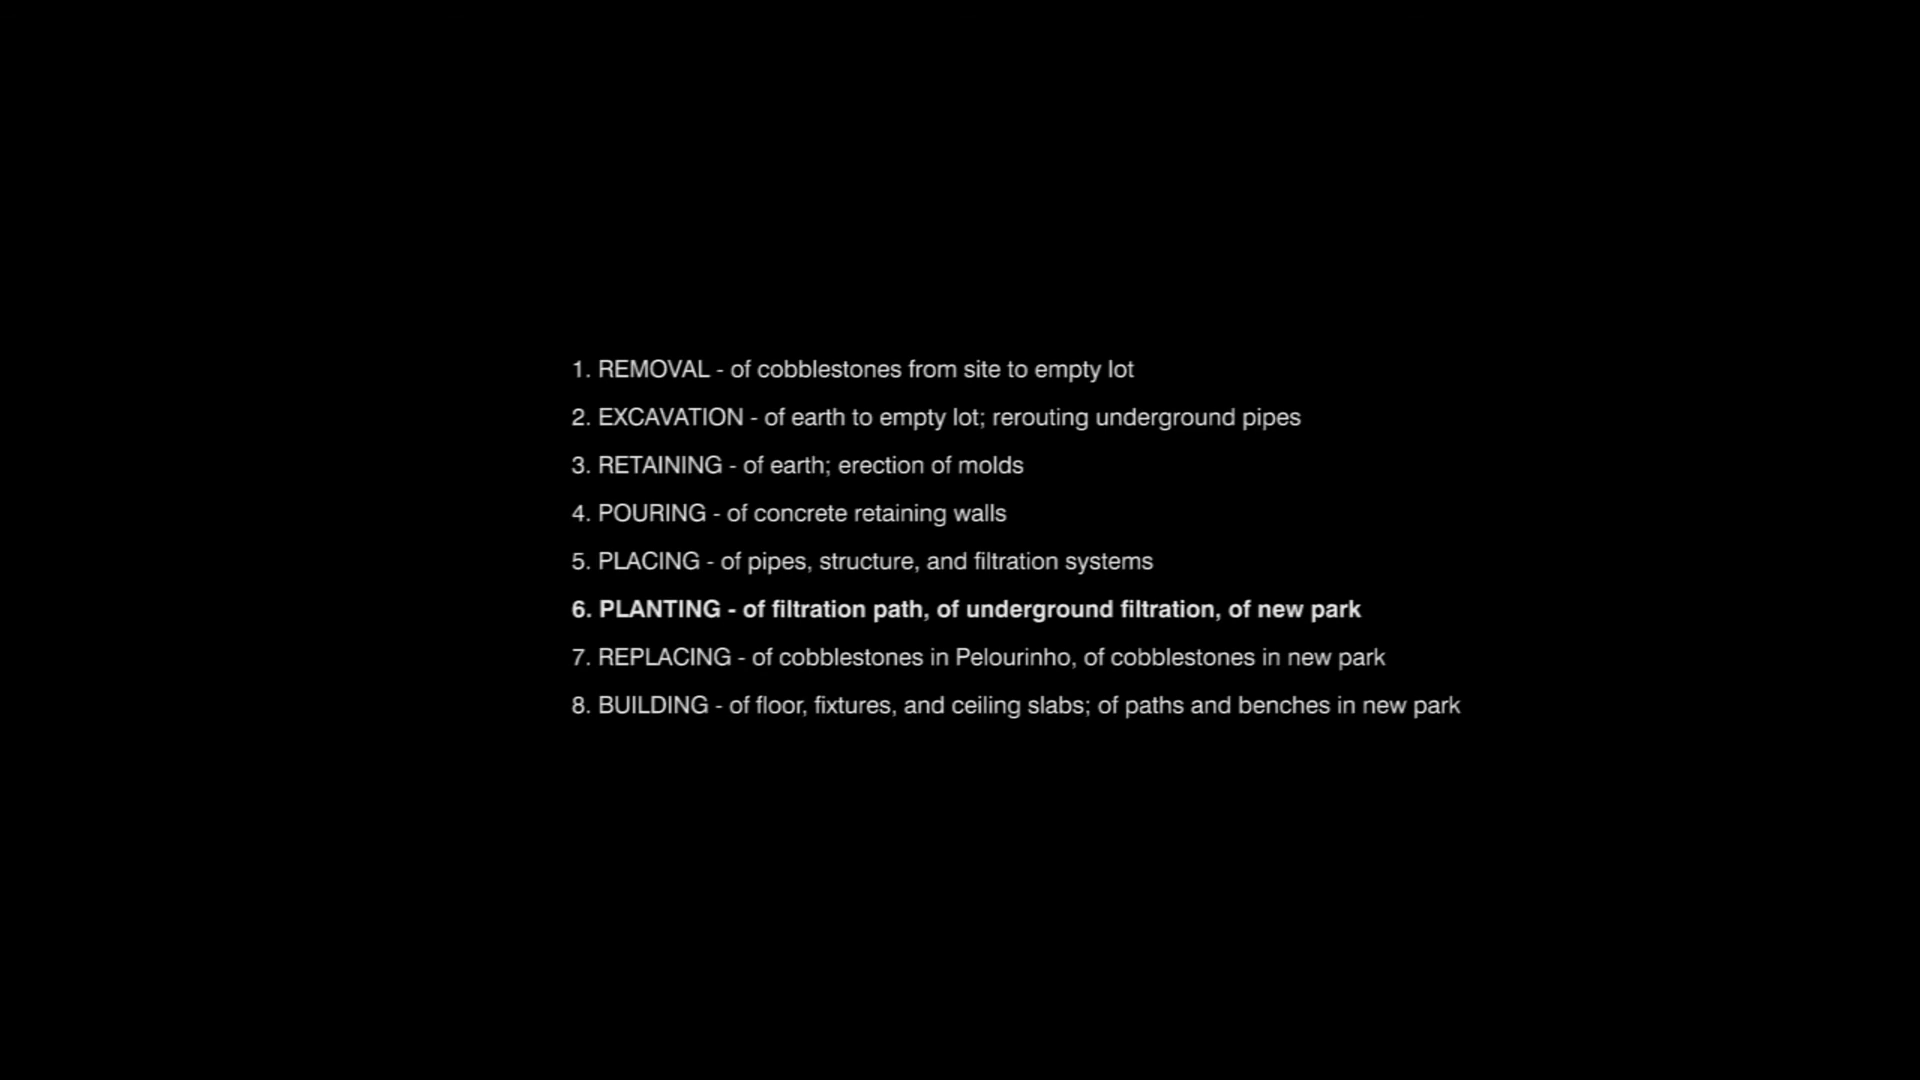 1. REMOVAL - of cobblestones from site to empty lot
2. EXCAVATION - of earth to empty lot; rerouting underground pipes
3. RETAINING - of earth; erection of molds
4. POURING - of concrete retaining walls
5. PLACING - of pipes, structure, and filtration systems
6. PLANTING - of filtration path, of underground filtration, of new park
7. REPLACING - of cobblestones in Pelourinho, of cobblestones in new park
8. BUILDING - of floor, fixtures, and ceiling slabs; of paths and benches in new park